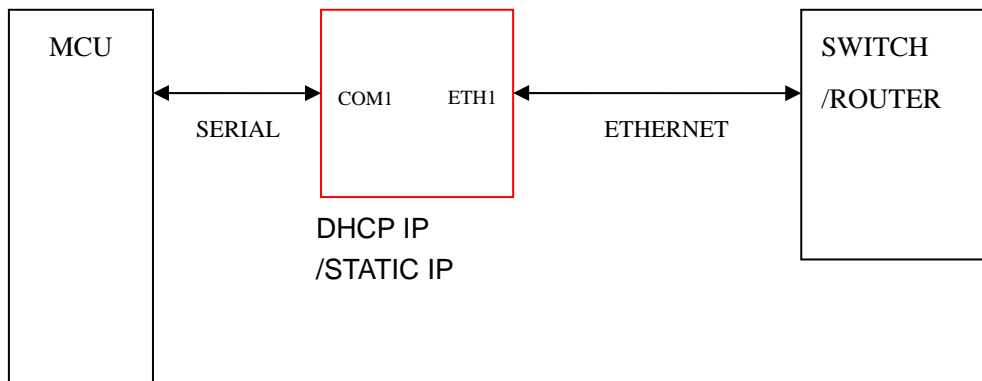 MCU
SWITCH
/ROUTER
COM1
ETH1
SERIAL
ETHERNET
DHCP IP
/STATIC IP